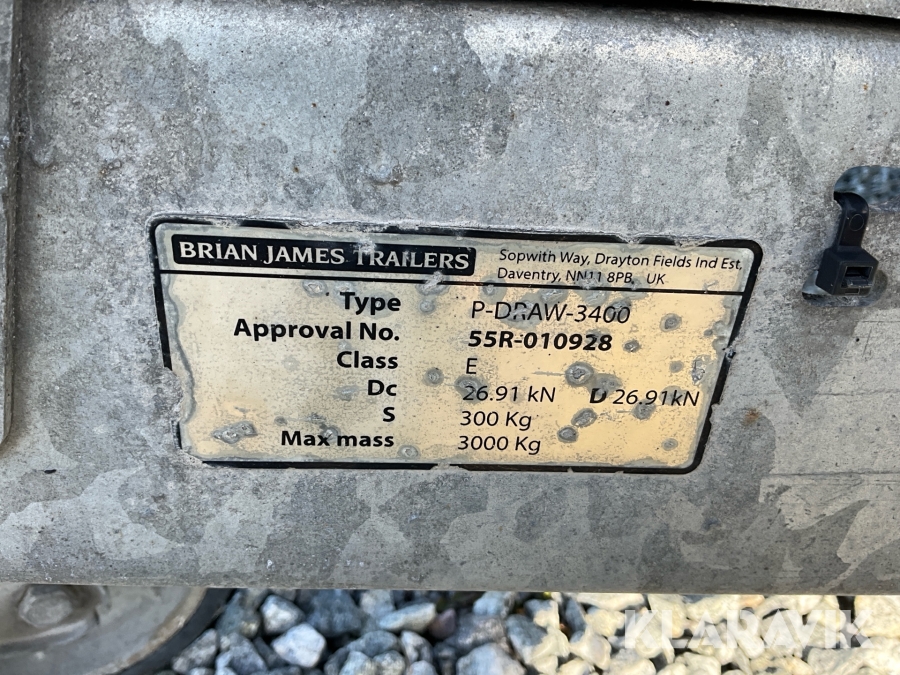 BRIAN JAMES TRAILERS
Sopwith Way, Drayton Fields Ind Est,
Daventry, NN11 8PB, UK
Type P-DRAW-3400
Approval No. 55R-010928
Class E
Dc 26.91 kN D 26.91kN
S 300 Kg
Max mass 3000 Kg
KLARAVIK